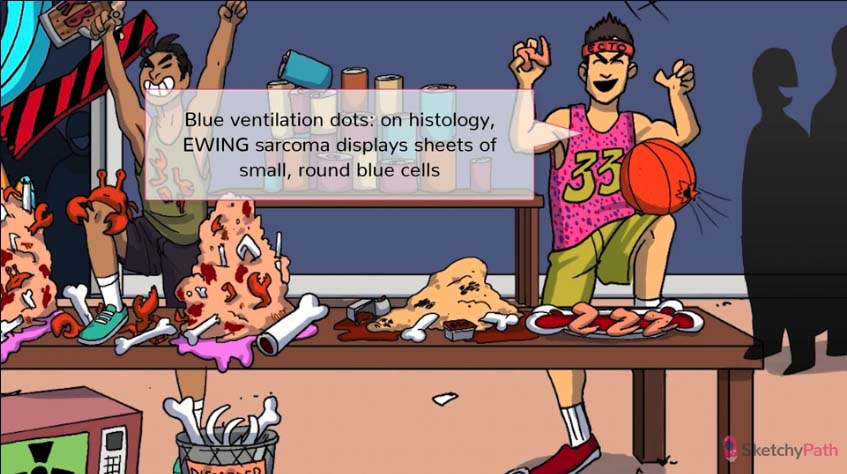 ECTO
Blue ventilation dots: on histology,
EWING sarcoma displays sheets of
small, round blue cells
33
SketchyPath